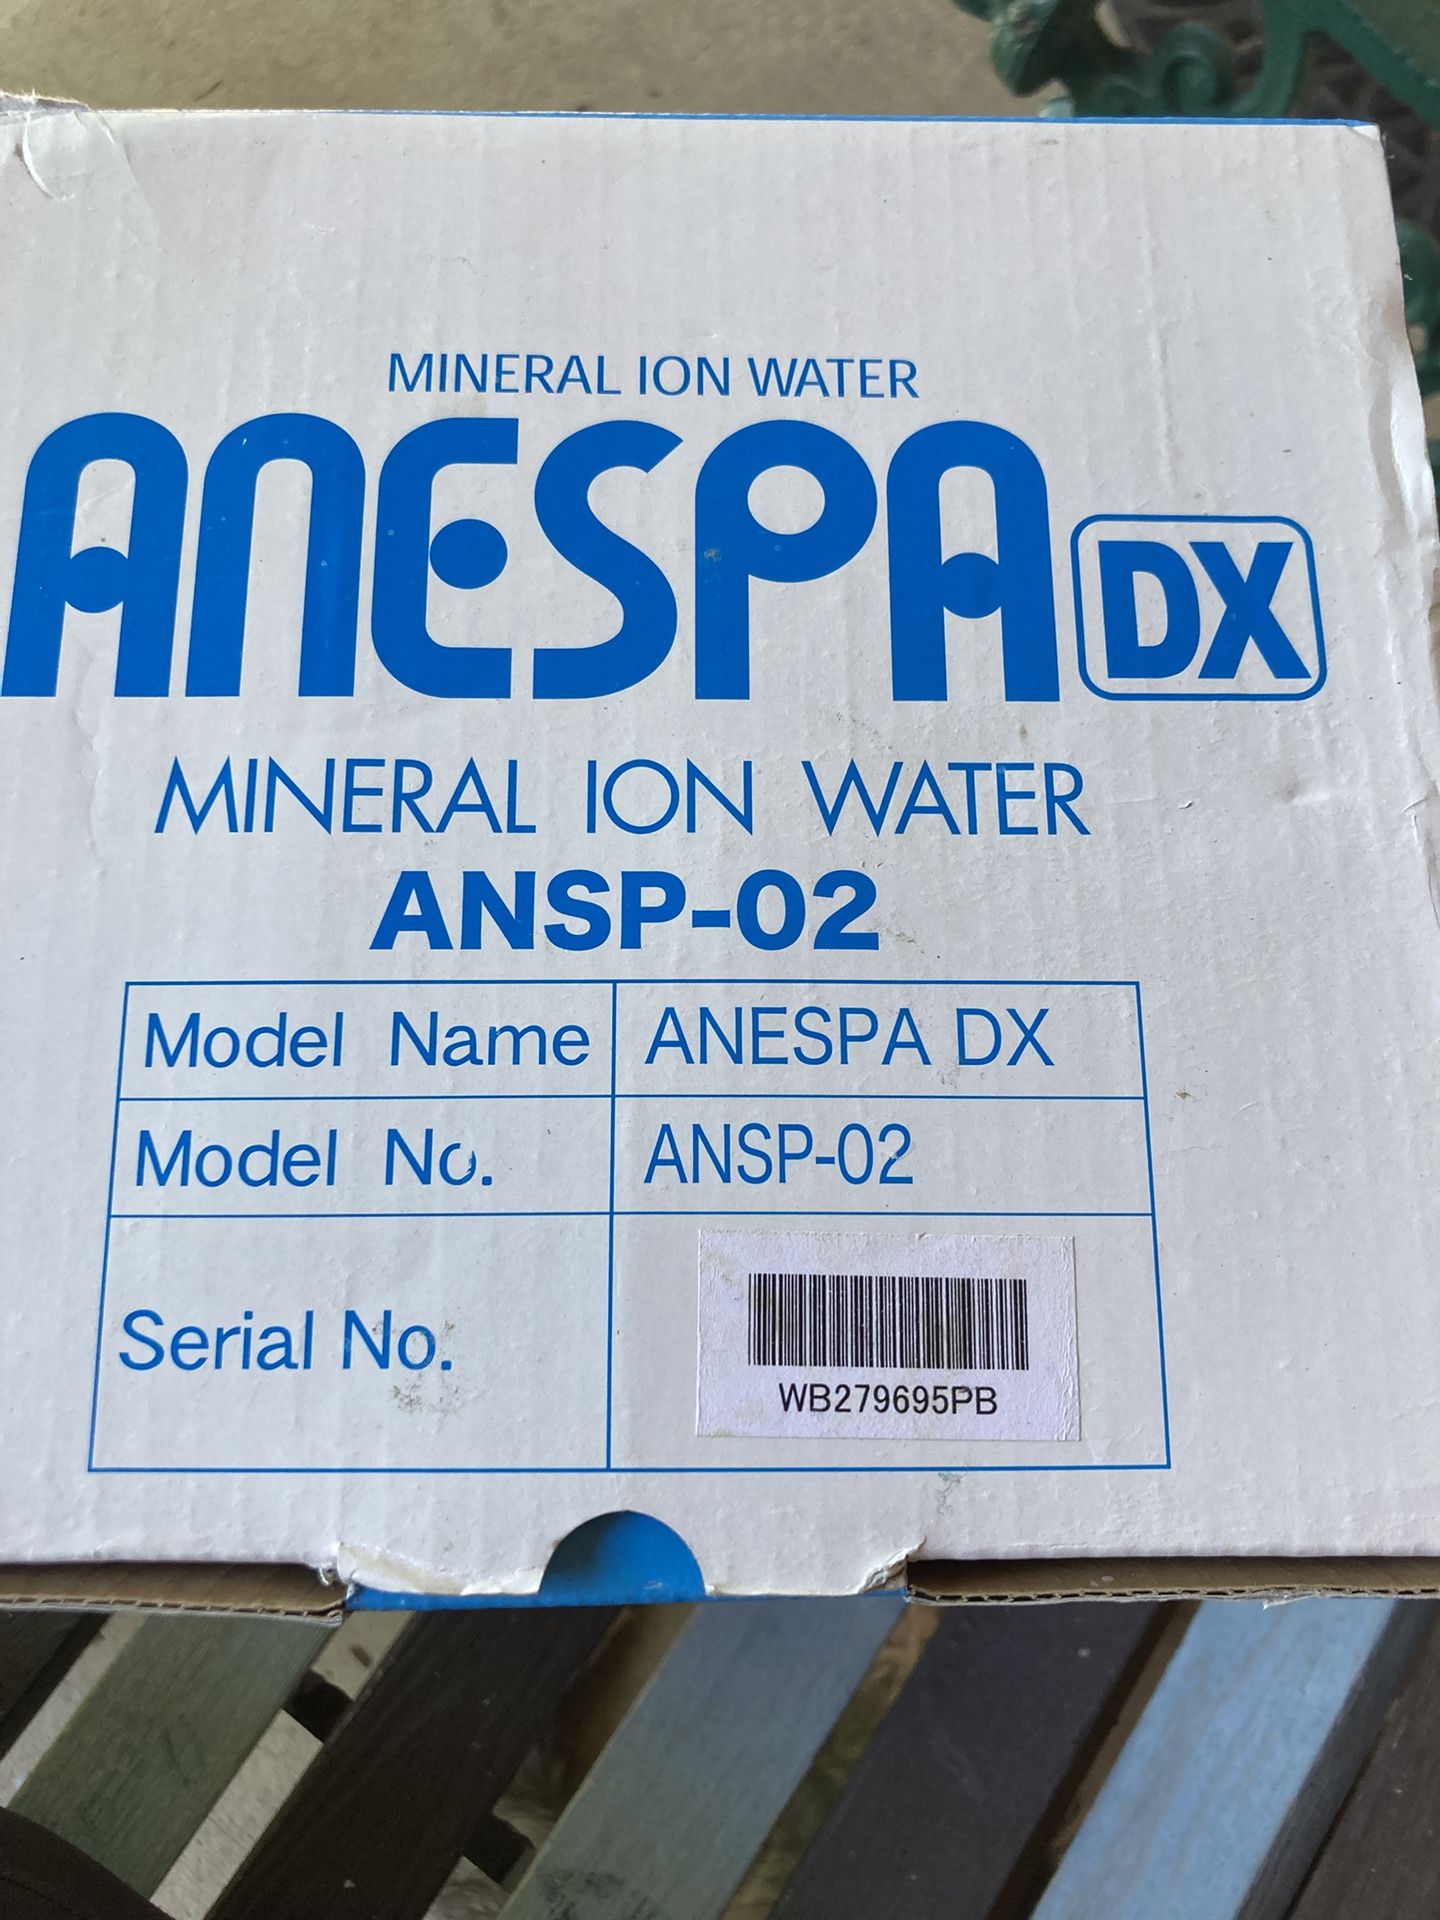 MINERAL ION WATER
ANESPA DX
MINERAL ION WATER
ANSP-02
Model Name ANESPA DX
Model No. ANSP-02
Serial No.
WB279695PB